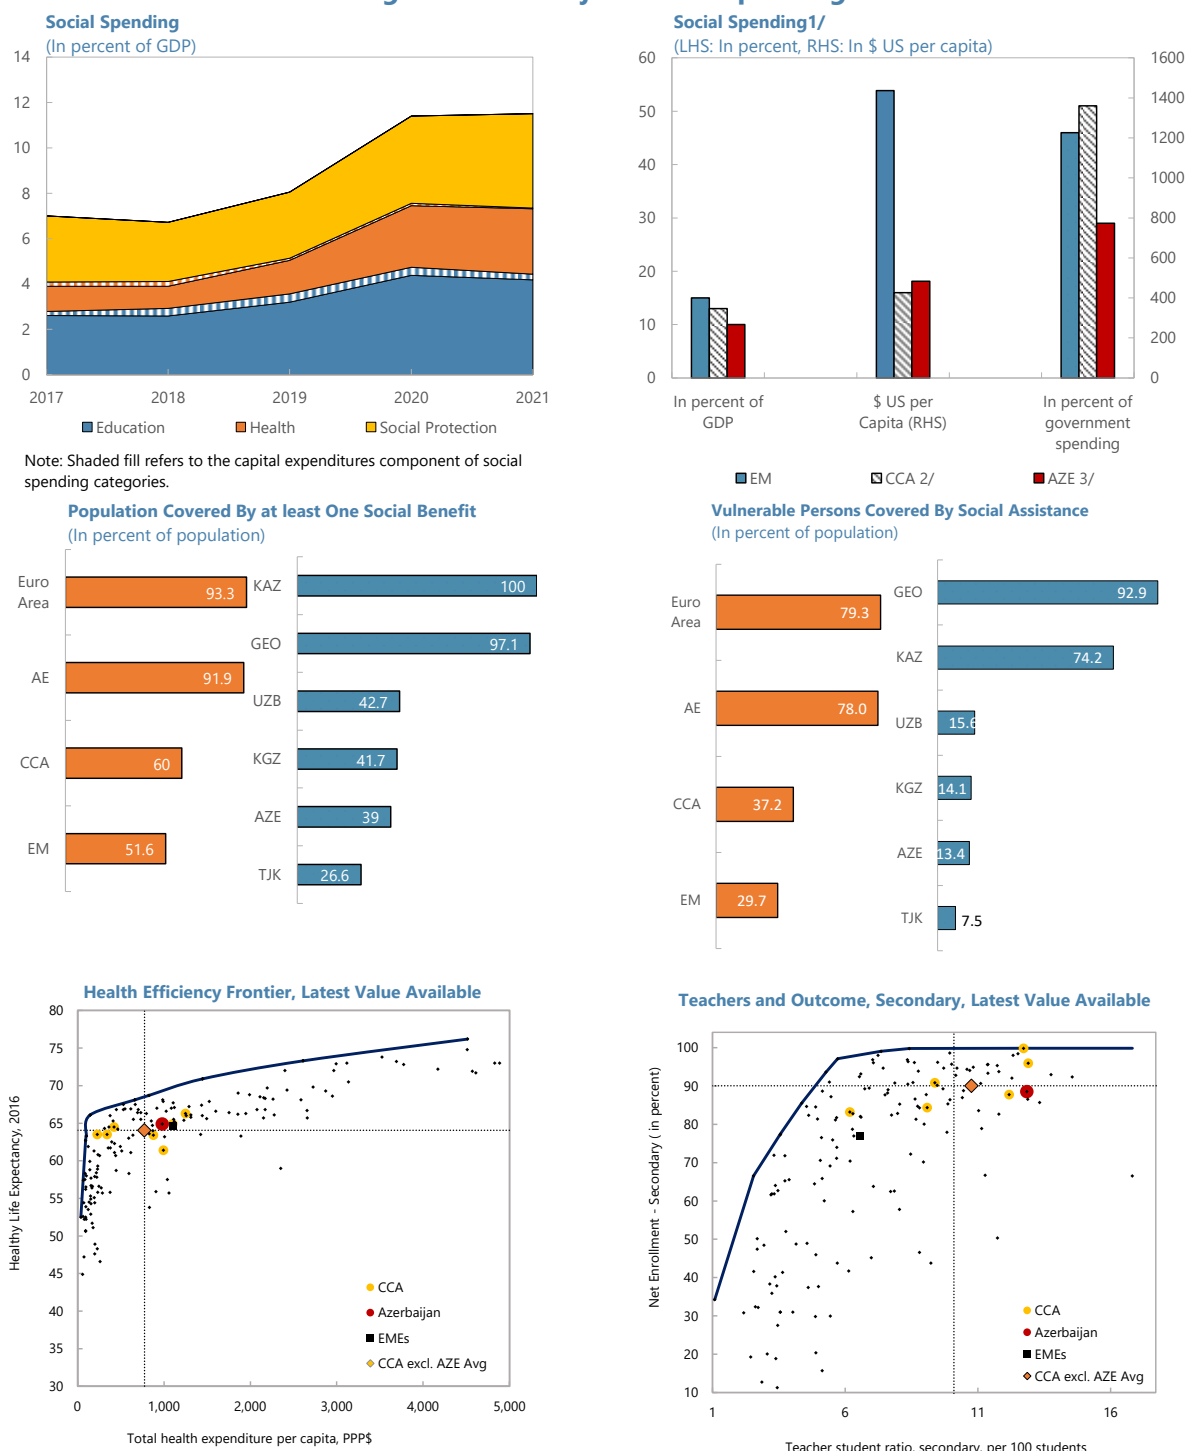 Social Spending
(In percent of GDP)
14
12
10
8
6
4
2
0
2017
2018
2019
2020
2021
Education
Health
Social Protection
Note: Shaded fill refers to the capital expenditures component of social
spending categories.
Social Spending1/
(LHS: In percent, RHS: In $ US per capita)
60
50
40
30
20
10
0
1600
1400
1200
1000
800
600
400
200
0
In percent of
GDP
$ US per
Capita (RHS)
In percent of
government
spending
EM
CCA 2/
AZE 3/
Population Covered By at least One Social Benefit
(In percent of population)
Euro
Area
93.3
AE
91.9
CCA
60
EM
51.6
KAZ
100
GEO
97.1
UZB
42.7
KGZ
41.7
AZE
39
TJK
26.6
Vulnerable Persons Covered By Social Assistance
(In percent of population)
Euro
Area
79.3
AE
78.0
CCA
37.2
EM
29.7
GEO
92.9
KAZ
74.2
UZB
15.6
KGZ
14.1
AZE
13.4
TJK
7.5
Health Efficiency Frontier, Latest Value Available
Healthy Life Expectancy, 2016
80
75
70
65
60
55
50
45
40
35
30
0
1,000
2,000
3,000
4,000
5,000
CCA
Azerbaijan
EMEs
CCA excl. AZE Avg
Total health expenditure per capita, PPP$
Teachers and Outcome, Secondary, Latest Value Available
Net Enrollment - Secondary ( in percent)
100
90
80
70
60
50
40
30
20
10
1
6
11
16
CCA
Azerbaijan
EMEs
CCA excl. AZE Avg
Teacher student ratio, secondary, per 100 students